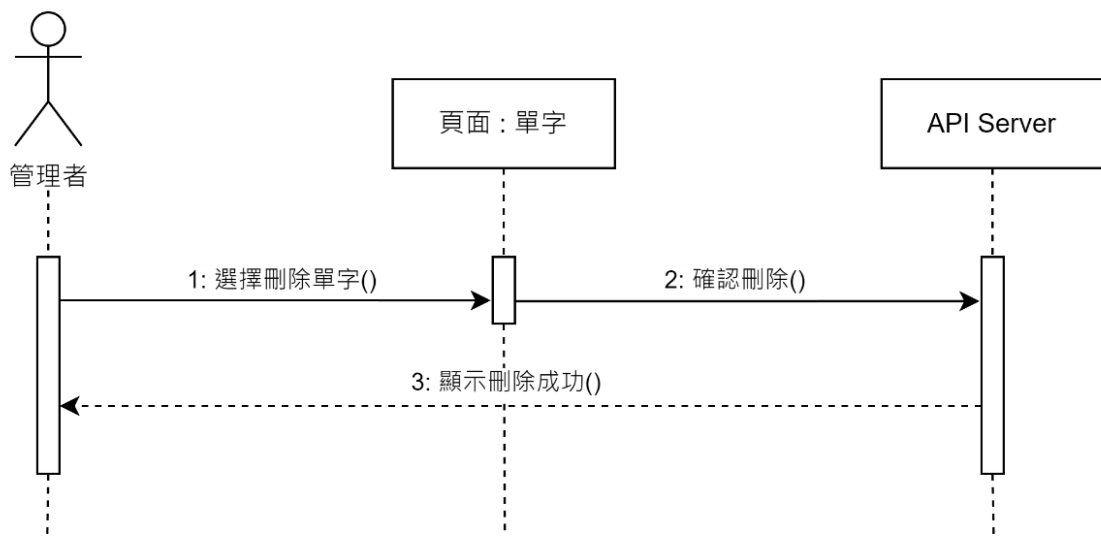 管理者
頁面 : 單字
API Server
1: 選擇刪除單字()
2: 確認刪除()
3: 顯示刪除成功()